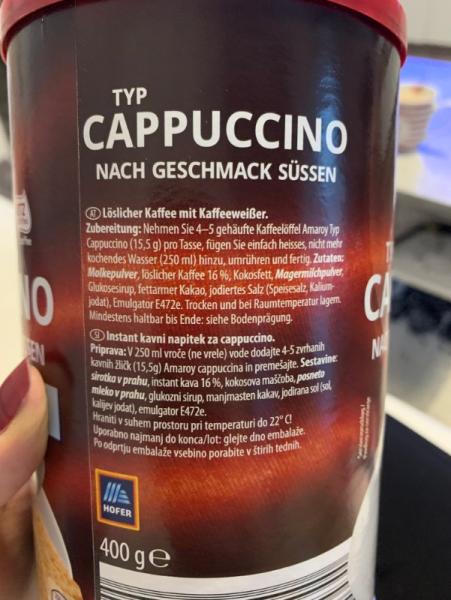 TYP
CAPPUCCINO
NACH GESCHMACK SÜSSEN
AT Löslicher Kaffee mit Kaffeeweißer.
Zubereitung: Nehmen Sie 4–5 gehäufte Kaffeelöffel Amaroy Typ
Cappuccino (15,5 g) pro Tasse, fügen Sie einfach heisses, nicht mehr
kochendes Wasser (250 ml) hinzu, umrühren und fertig. Zutaten:
Molkepulver, löslicher Kaffee 16 %, Kokosfett, Magermilchpulver,
Glukosesirup, fettarmer Kakao, jodiertes Salz (Speisesalz, Kalium-
jodat), Emulgator E472e. Trocken und bei Raumtemperatur lagern.
Mindestens haltbar bis Ende: siehe Bodenprägung.
SI Instant kavni napitek za cappuccino.
Priprava: V 250 ml vroče (ne vrele) vode dodajte 4-5 zvrhanih
kavnih žličk (15,5g) Amaroy cappuccina in premešajte. Sestavine:
sirotka v prahu, instant kava 16 %, kokosova maščoba, posneto
mleko v prahu, glukozni sirup, manjmasten kakav, jodirana sol (sol,
kalijev jodat), emulgator E472e.
Hraniti v suhem prostoru pri temperaturi do 22° C!
Uporabno najmanj do konca/lot: glejte dno embalaže.
Po odprtju embalaže vsebino porabite v štirih tednih.
HOFER
400 g e
NO
SEN
TY
CA
NA